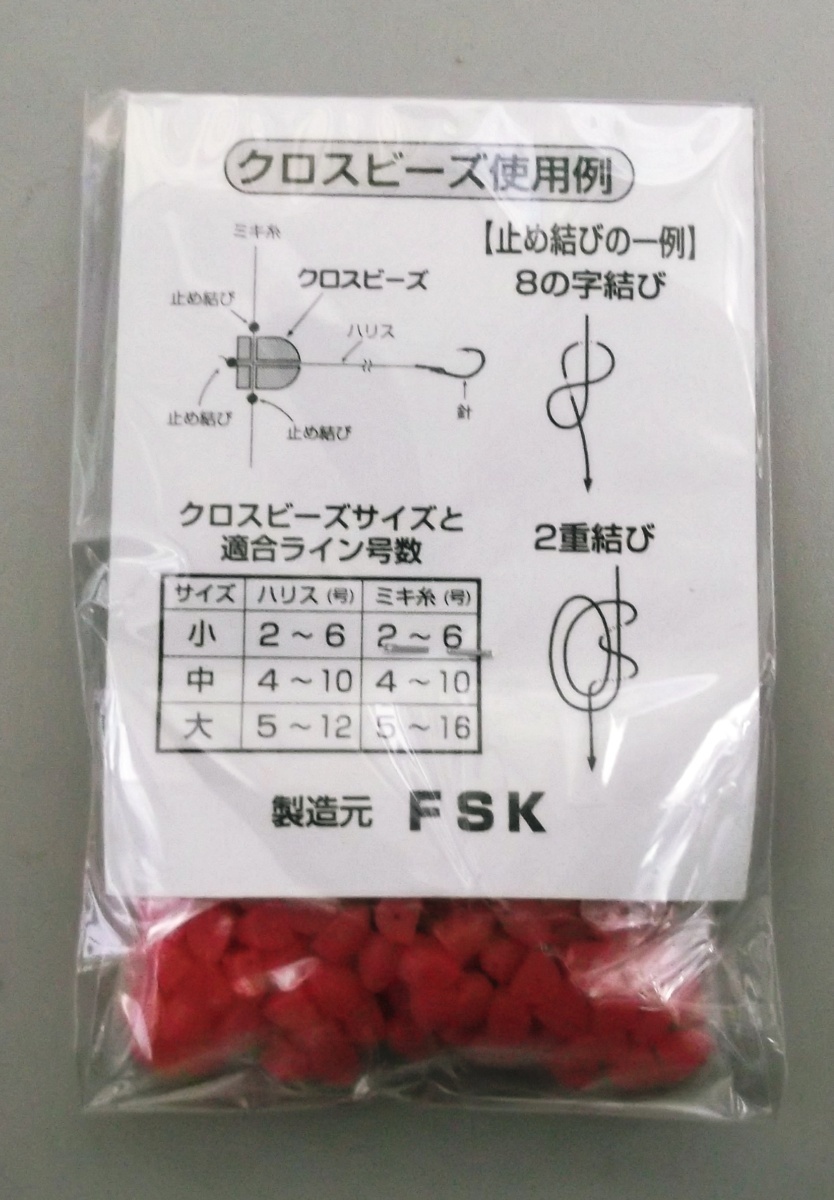 クロスビーズ使用例
ミキ糸
止め結び
クロスビーズ
ハリス
止め結び
止め結び
針
【止め結びの一例】
8の字結び
2重結び
クロスビーズサイズと
適合ライン号数
サイズ ハリス(号) ミキ糸(号)
小 2～6 2～6
中 4～10 4～10
大 5～12 5～16
製造元 FSK